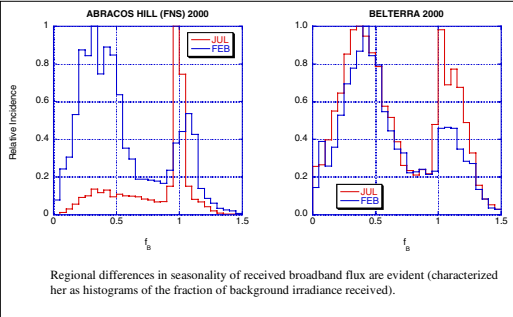 ABRACOS HILL (FNS) 2000
1
JUL
FEB
0.8
0.6
0.4
0.2
0
Relative Incidence
0
0.5
1
1.5
f_B
BELTERRA 2000
1
0.8
0.6
0.4
0.2
0.0
JUL
FEB
0
0.5
1
1.5
f_B
Regional differences in seasonality of received broadband flux are evident (characterized
her as histograms of the fraction of background irradiance received).